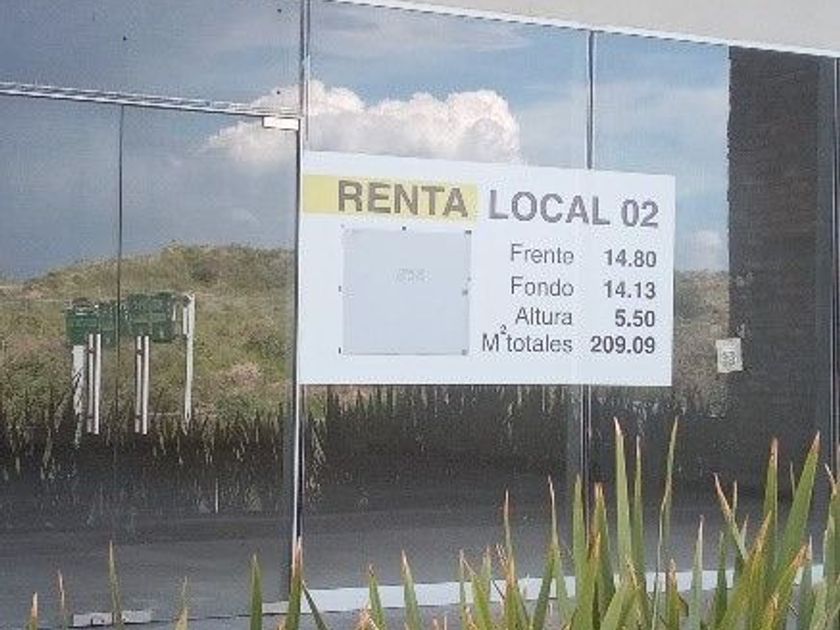 RENTA LOCAL 02
Frente 14.80
Fondo 14.13
Altura 5.50
M²totales 209.09